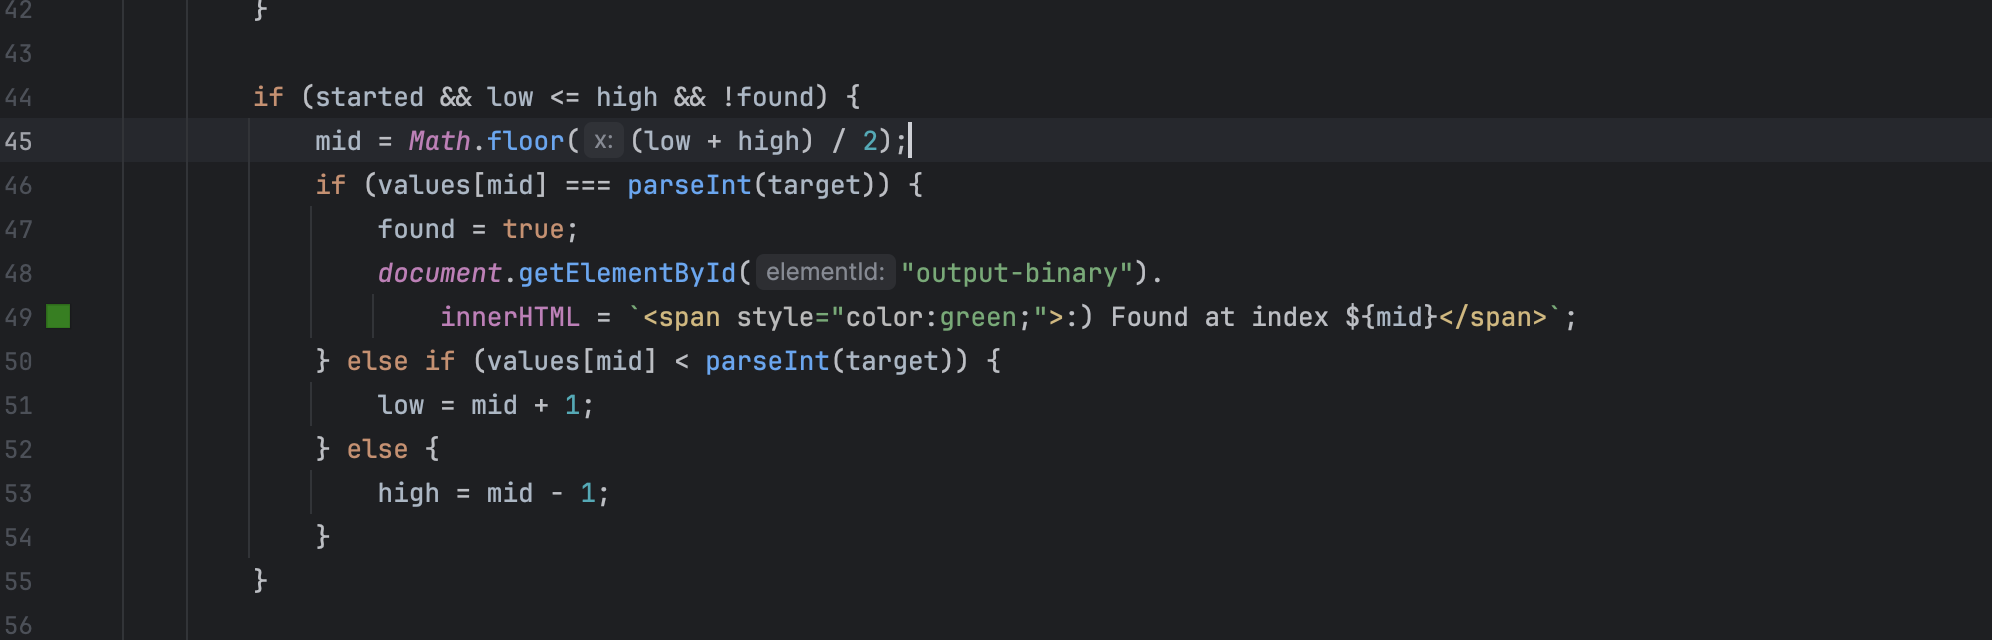 42 }
43
44 if (started && low <= high && !found) {
45 mid = Math.floor( x: (low + high) / 2);
46 if (values[mid] === parseInt(target)) {
47 found = true;
48 document.getElementById( elementId: "output-binary").
49 innerHTML = `<span style="color:green;">:) Found at index ${mid}</span>`;
50 } else if (values[mid] < parseInt(target)) {
51 low = mid + 1;
52 } else {
53 high = mid - 1;
54 }
55 }
56